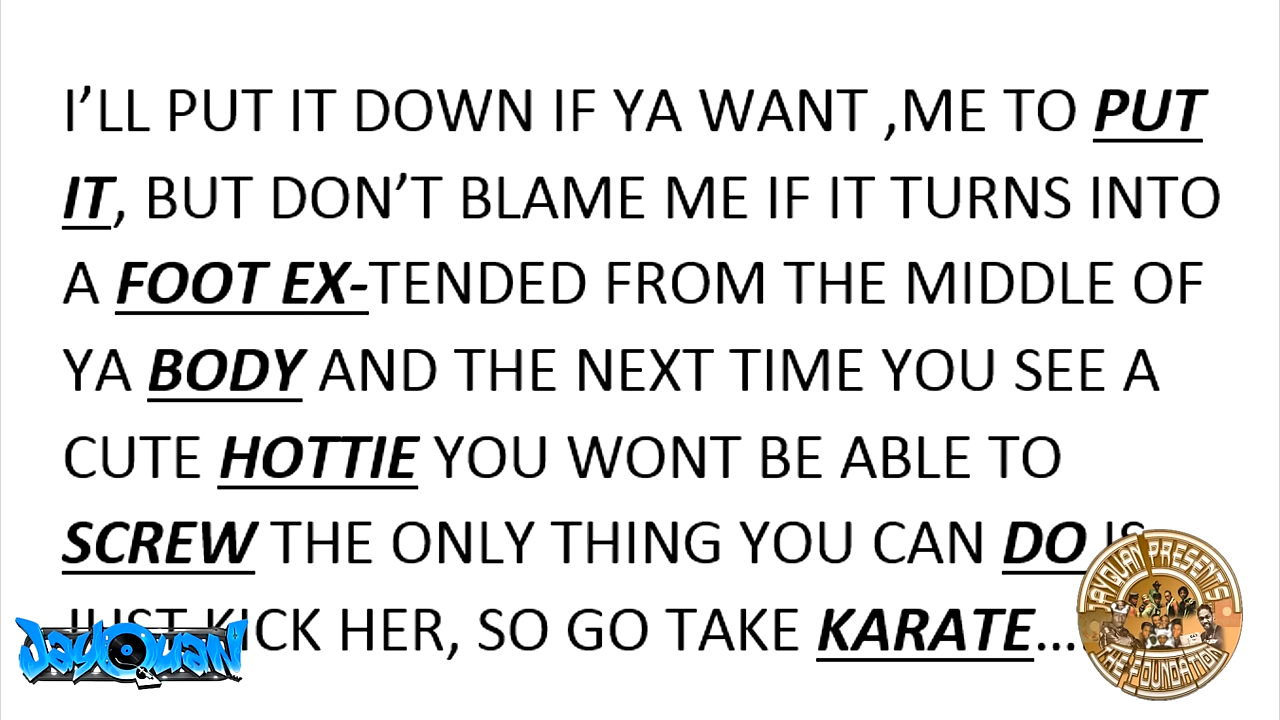 I'LL PUT IT DOWN IF YA WANT ,ME TO PUT
IT, BUT DON'T BLAME ME IF IT TURNS INTO
A FOOT EX-TENDED FROM THE MIDDLE OF
YA BODY AND THE NEXT TIME YOU SEE A
CUTE HOTTIE YOU WONT BE ABLE TO
SCREW THE ONLY THING YOU CAN DO IS
JUST KICK HER, SO GO TAKE KARATE...
JayQuan
JAYQUAN PRESENTS
THE FOUNDATION